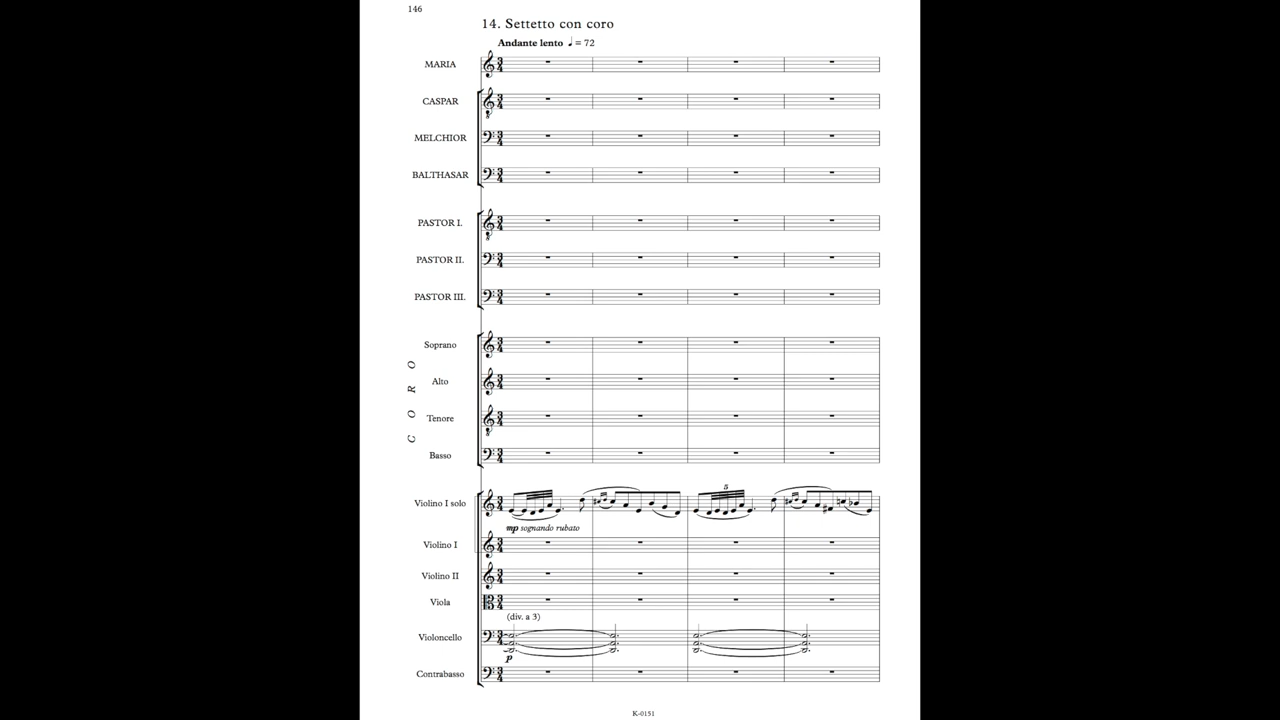 146
14. Settetto con coro
Andante lento ♩ = 72
MARIA
CASPAR
MELCHIOR
BALTHASAR
PASTOR I.
PASTOR II.
PASTOR III.
CORO
Soprano
Alto
Tenore
Basso
Violino I solo
5
mp sognando rubato
Violino I
Violino II
Viola
(div. a 3)
Violoncello
p
Contrabasso
K-0151